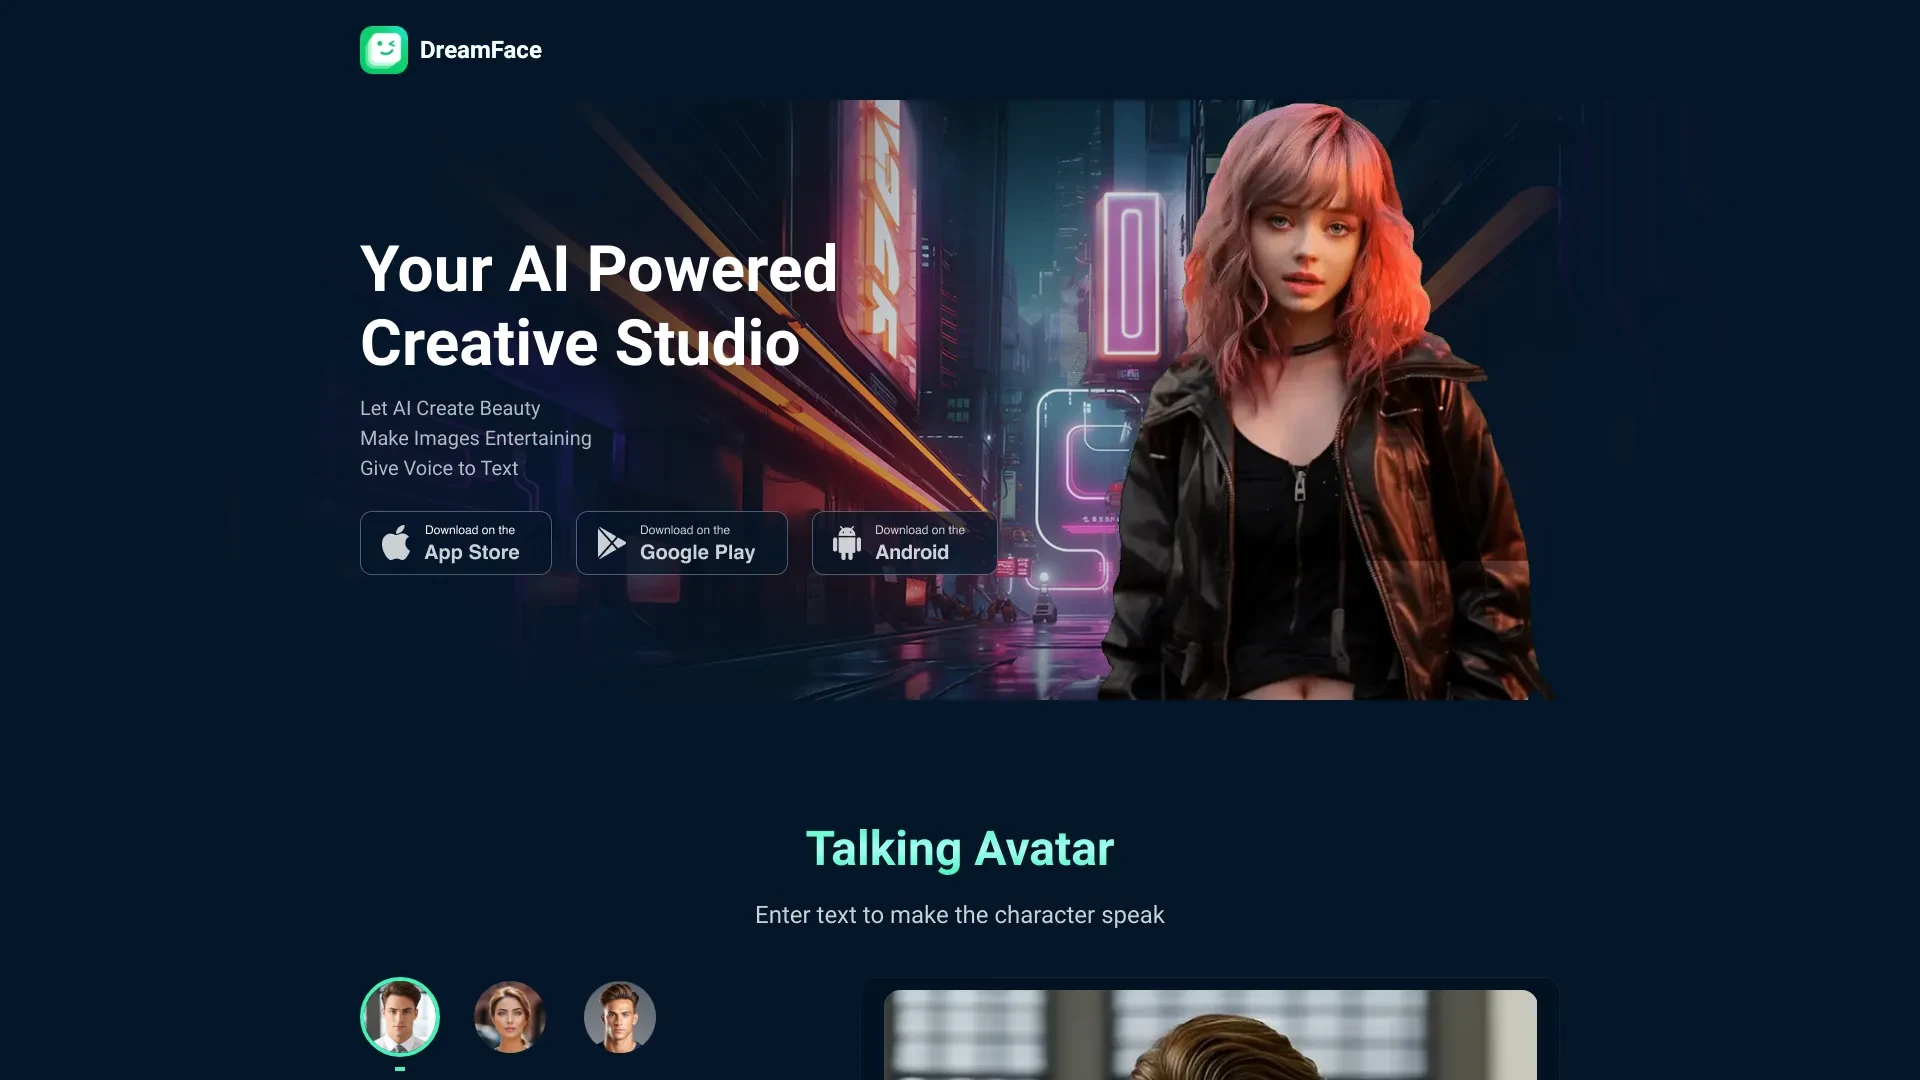 DreamFace
Your AI Powered
Creative Studio
Let AI Create Beauty
Make Images Entertaining
Give Voice to Text
Download on the
App Store
Download on the
Google Play
Download on the
Android
Talking Avatar
Enter text to make the character speak